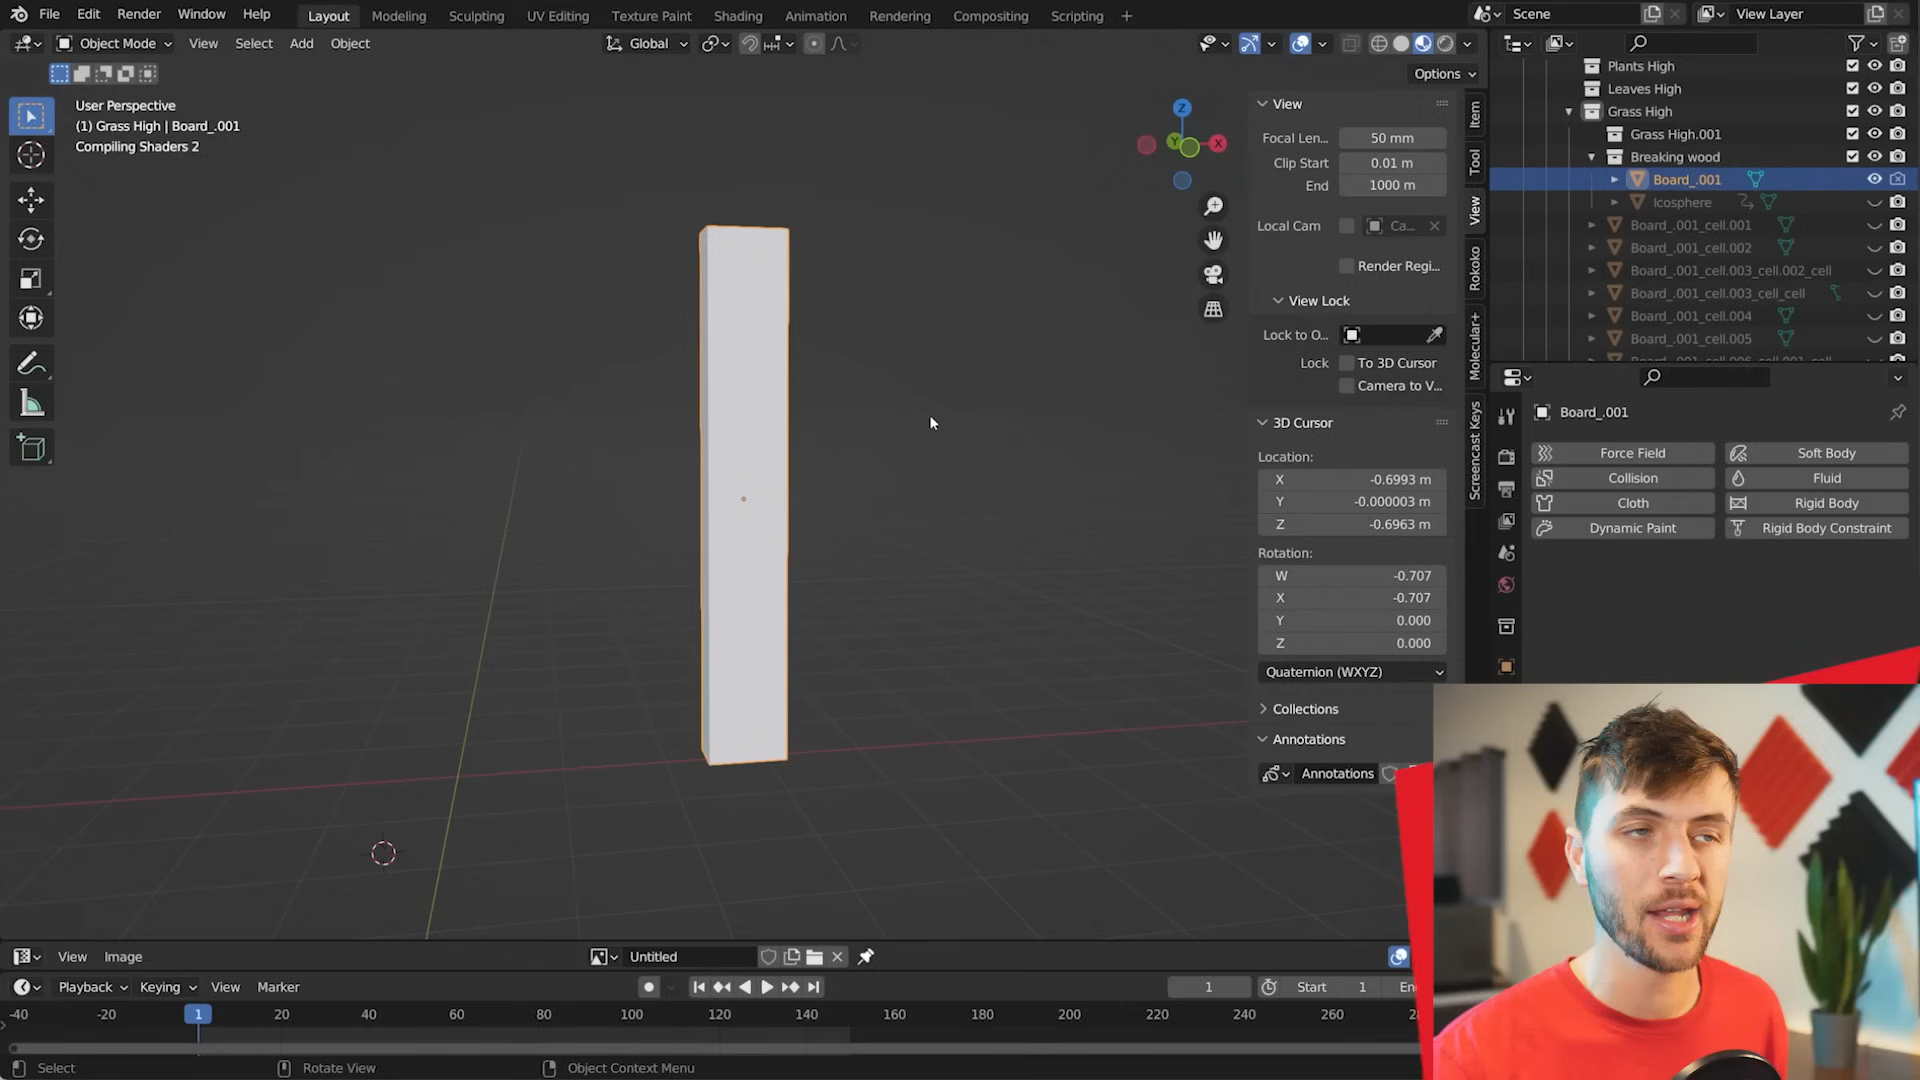 File Edit Render Window Help Layout Modeling Sculpting UV Editing Texture Paint Shading Animation Rendering Compositing Scripting + Scene View Layer
Object Mode View Select Add Object Global
Options
User Perspective
(1) Grass High | Board_.001
Compiling Shaders 2
Z
Y
X
View
Focal Len... 50 mm
Clip Start 0.01 m
End 1000 m
Local Cam Ca...
Render Regi...
View Lock
Lock to O...
Lock To 3D Cursor
Camera to V...
3D Cursor
Location:
X -0.6993 m
Y -0.000003 m
Z -0.6963 m
Rotation:
W -0.707
X -0.707
Y 0.000
Z 0.000
Quaternion (WXYZ)
Collections
Annotations
Annotations
Item
Tool
View
Rokoko
Molecular+
Screencast Keys
Plants High
Leaves High
Grass High
Grass High.001
Breaking wood
Board_.001
Icosphere
Board_.001_cell.001
Board_.001_cell.002
Board_.001_cell.003_cell.002_cell
Board_.001_cell.003_cell_cell
Board_.001_cell.004
Board_.001_cell.005
Board_.001_cell.006_cell.001_cell
Board_.001
Force Field Soft Body
Collision Fluid
Cloth Rigid Body
Dynamic Paint Rigid Body Constraint
View Image Untitled
Playback Keying View Marker 1 Start 1 En
-40 -20 1 20 40 60 80 100 120 140 160 180 200 220 240 260 2
Select Rotate View Object Context Menu